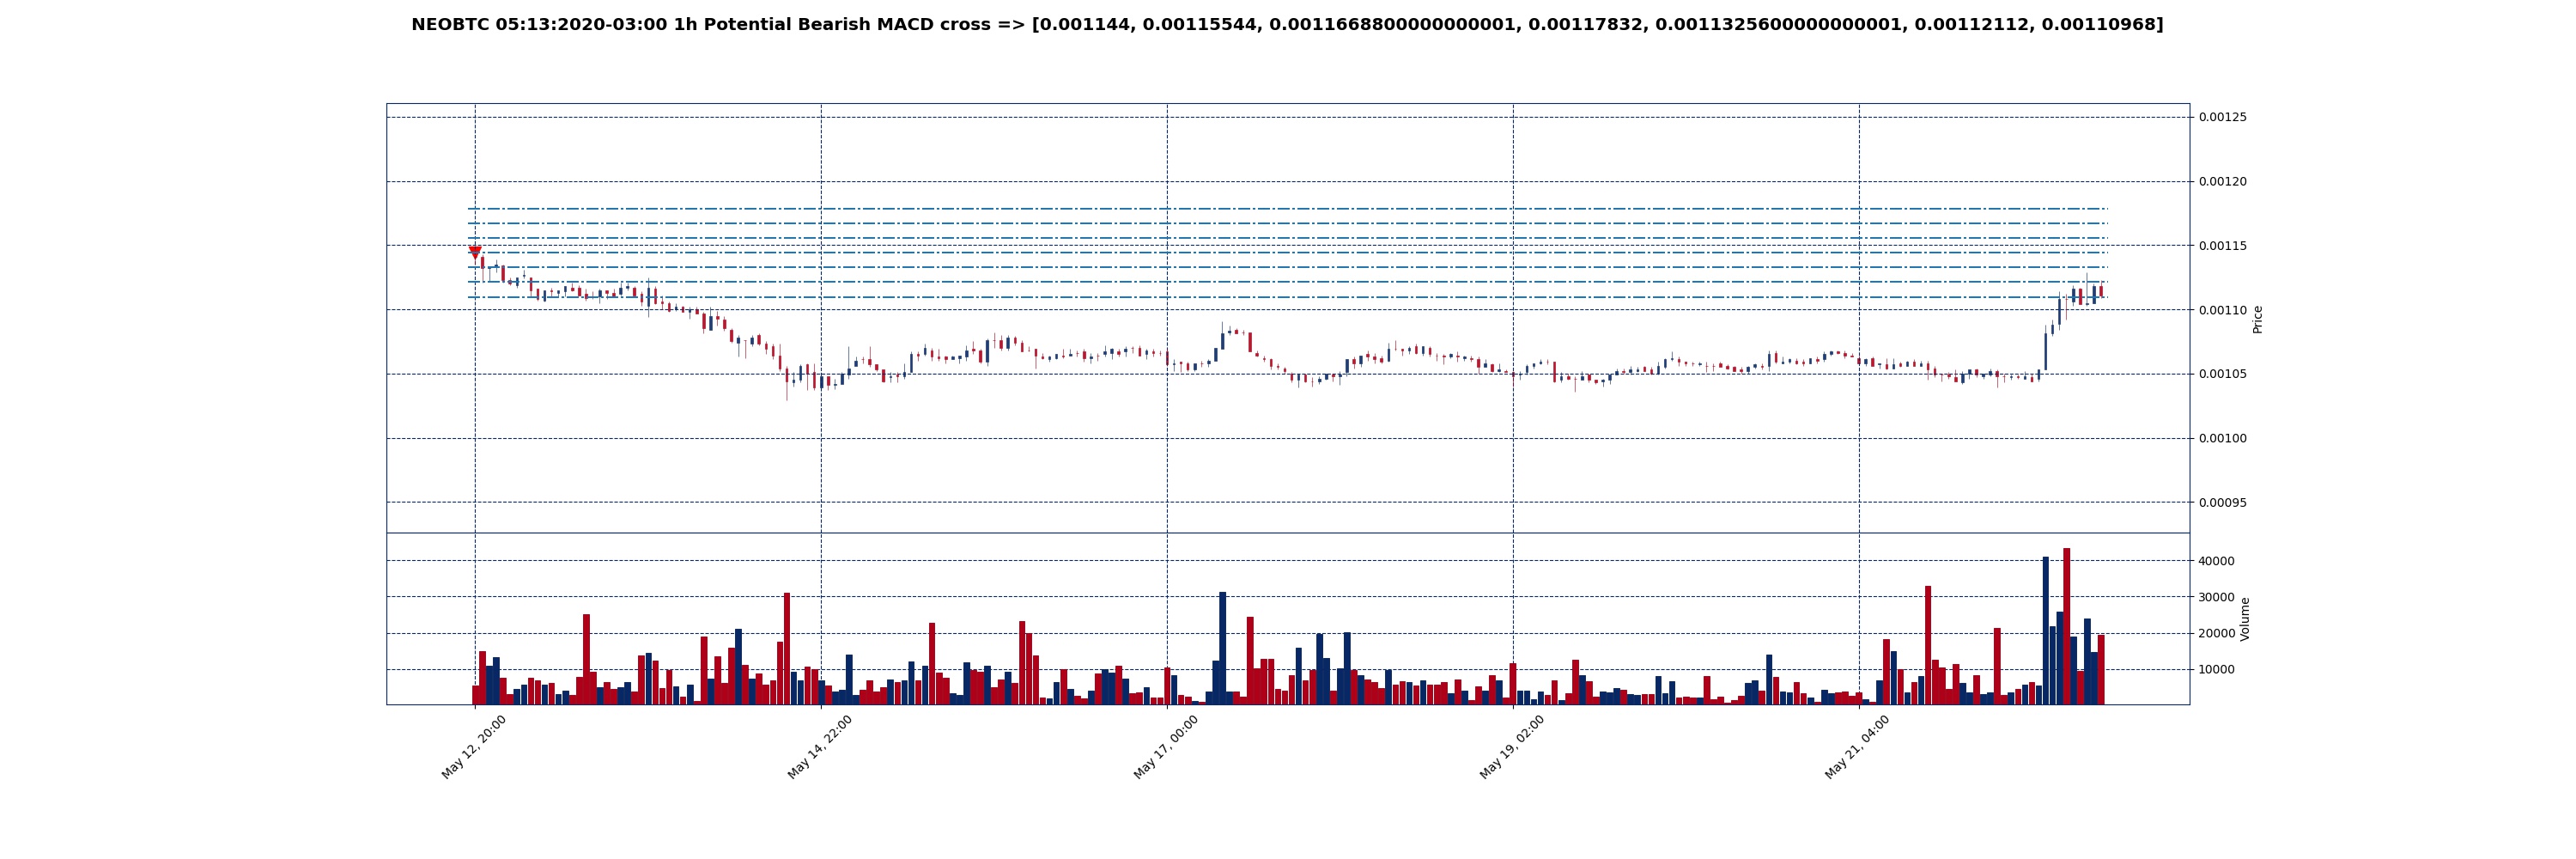 NEOBTC 05:13:2020-03:00 1h Potential Bearish MACD cross => [0.001144, 0.00115544, 0.0011668800000000001, 0.00117832, 0.0011325600000000001, 0.00112112, 0.00110968]
0.00125
0.00120
0.00115
0.00110
0.00105
0.00100
0.00095
Price
40000
30000
20000
10000
Volume
May 12, 20:00
May 14, 22:00
May 17, 00:00
May 19, 02:00
May 21, 04:00